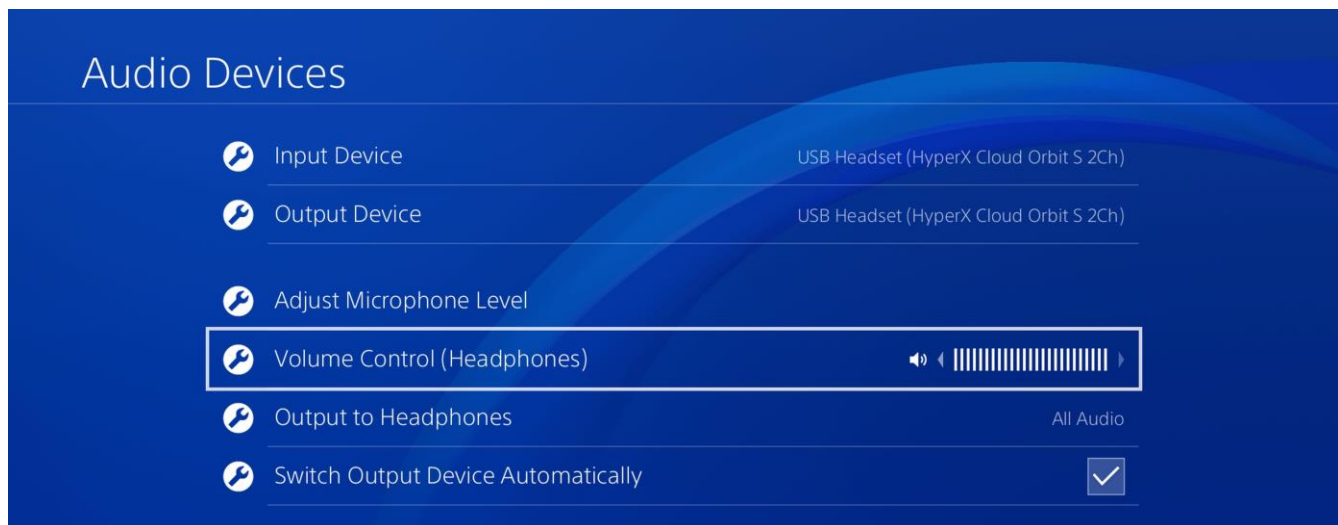 Audio Devices
Input Device USB Headset (HyperX Cloud Orbit S 2Ch)
Output Device USB Headset (HyperX Cloud Orbit S 2Ch)
Adjust Microphone Level
Volume Control (Headphones)
Output to Headphones All Audio
Switch Output Device Automatically